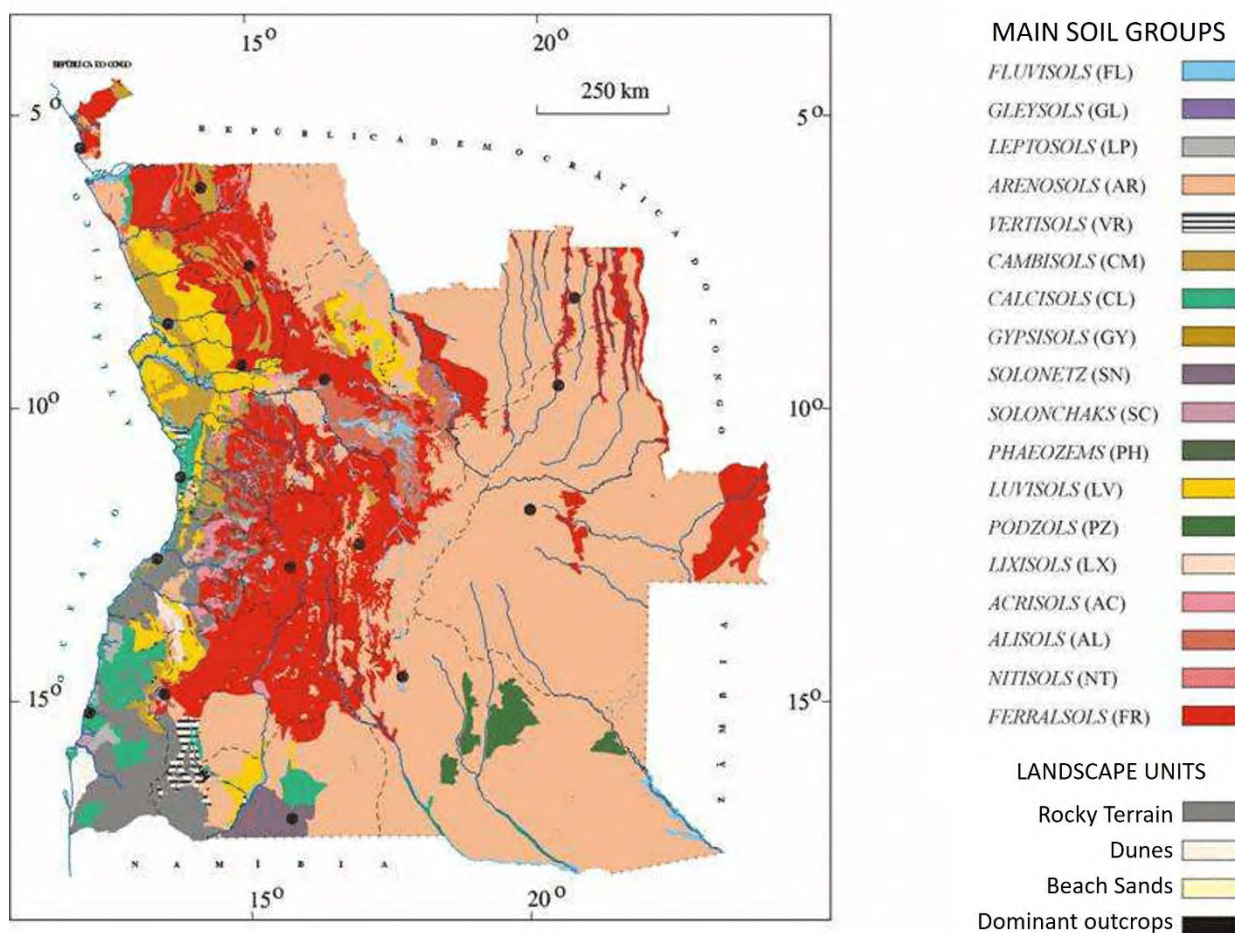 15° 20°
REPÚBLICA DO CONGO
5° 250 km 5°
REPÚBLICA DEMOCRÁTICA DO CONGO
OCEANO ATLÂNTICO
10° 10°
15° 15°
NAMÍBIA
15° 20°
MAIN SOIL GROUPS
FLUVISOLS (FL)
GLEYSOLS (GL)
LEPTOSOLS (LP)
ARENOSOLS (AR)
VERTISOLS (VR)
CAMBISOLS (CM)
CALCISOLS (CL)
GYPSISOLS (GY)
SOLONETZ (SN)
SOLONCHAKS (SC)
PHAEOZEMS (PH)
LUVISOLS (LV)
PODZOLS (PZ)
LIXISOLS (LX)
ACRISOLS (AC)
ALISOLS (AL)
NITISOLS (NT)
FERRALSOLS (FR)
LANDSCAPE UNITS
Rocky Terrain
Dunes
Beach Sands
Dominant outcrops